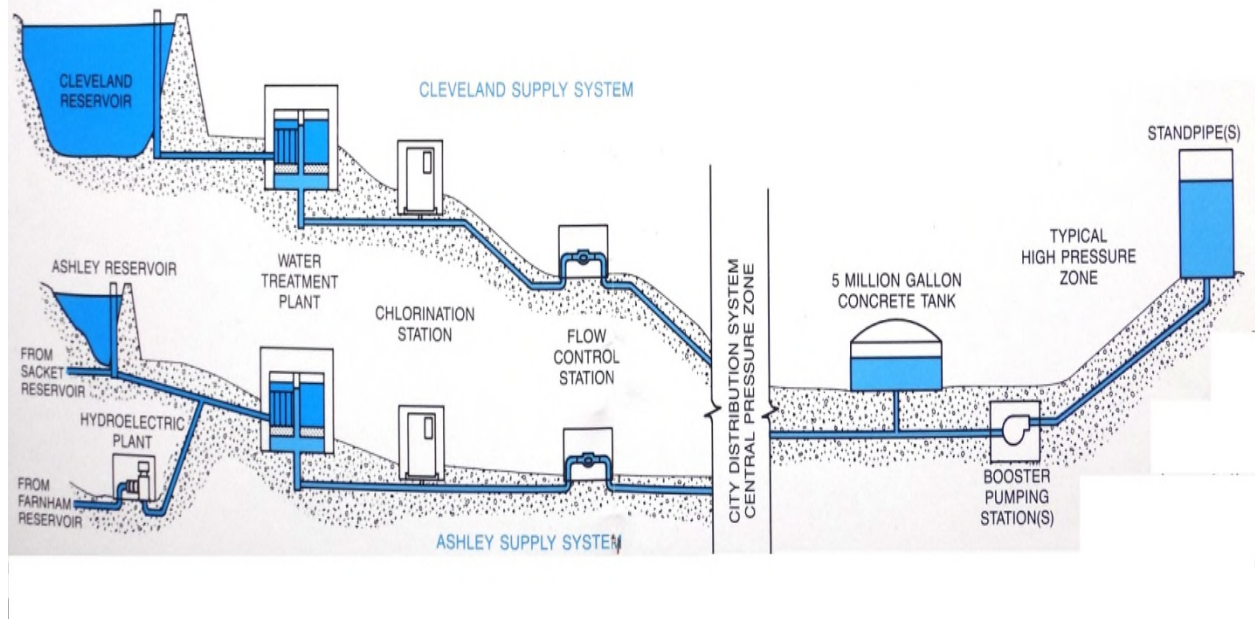 CLEVELAND
RESERVOIR
CLEVELAND SUPPLY SYSTEM
STANDPIPE(S)
ASHLEY RESERVOIR
WATER
TREATMENT
PLANT
CHLORINATION
STATION
FLOW
CONTROL
STATION
CITY DISTRIBUTION SYSTEM
CENTRAL PRESSURE ZONE
5 MILLION GALLON
CONCRETE TANK
TYPICAL
HIGH PRESSURE
ZONE
FROM
SACKET
RESERVOIR
HYDROELECTRIC
PLANT
FROM
FARNHAM
RESERVOIR
BOOSTER
PUMPING
STATION(S)
ASHLEY SUPPLY SYSTEM